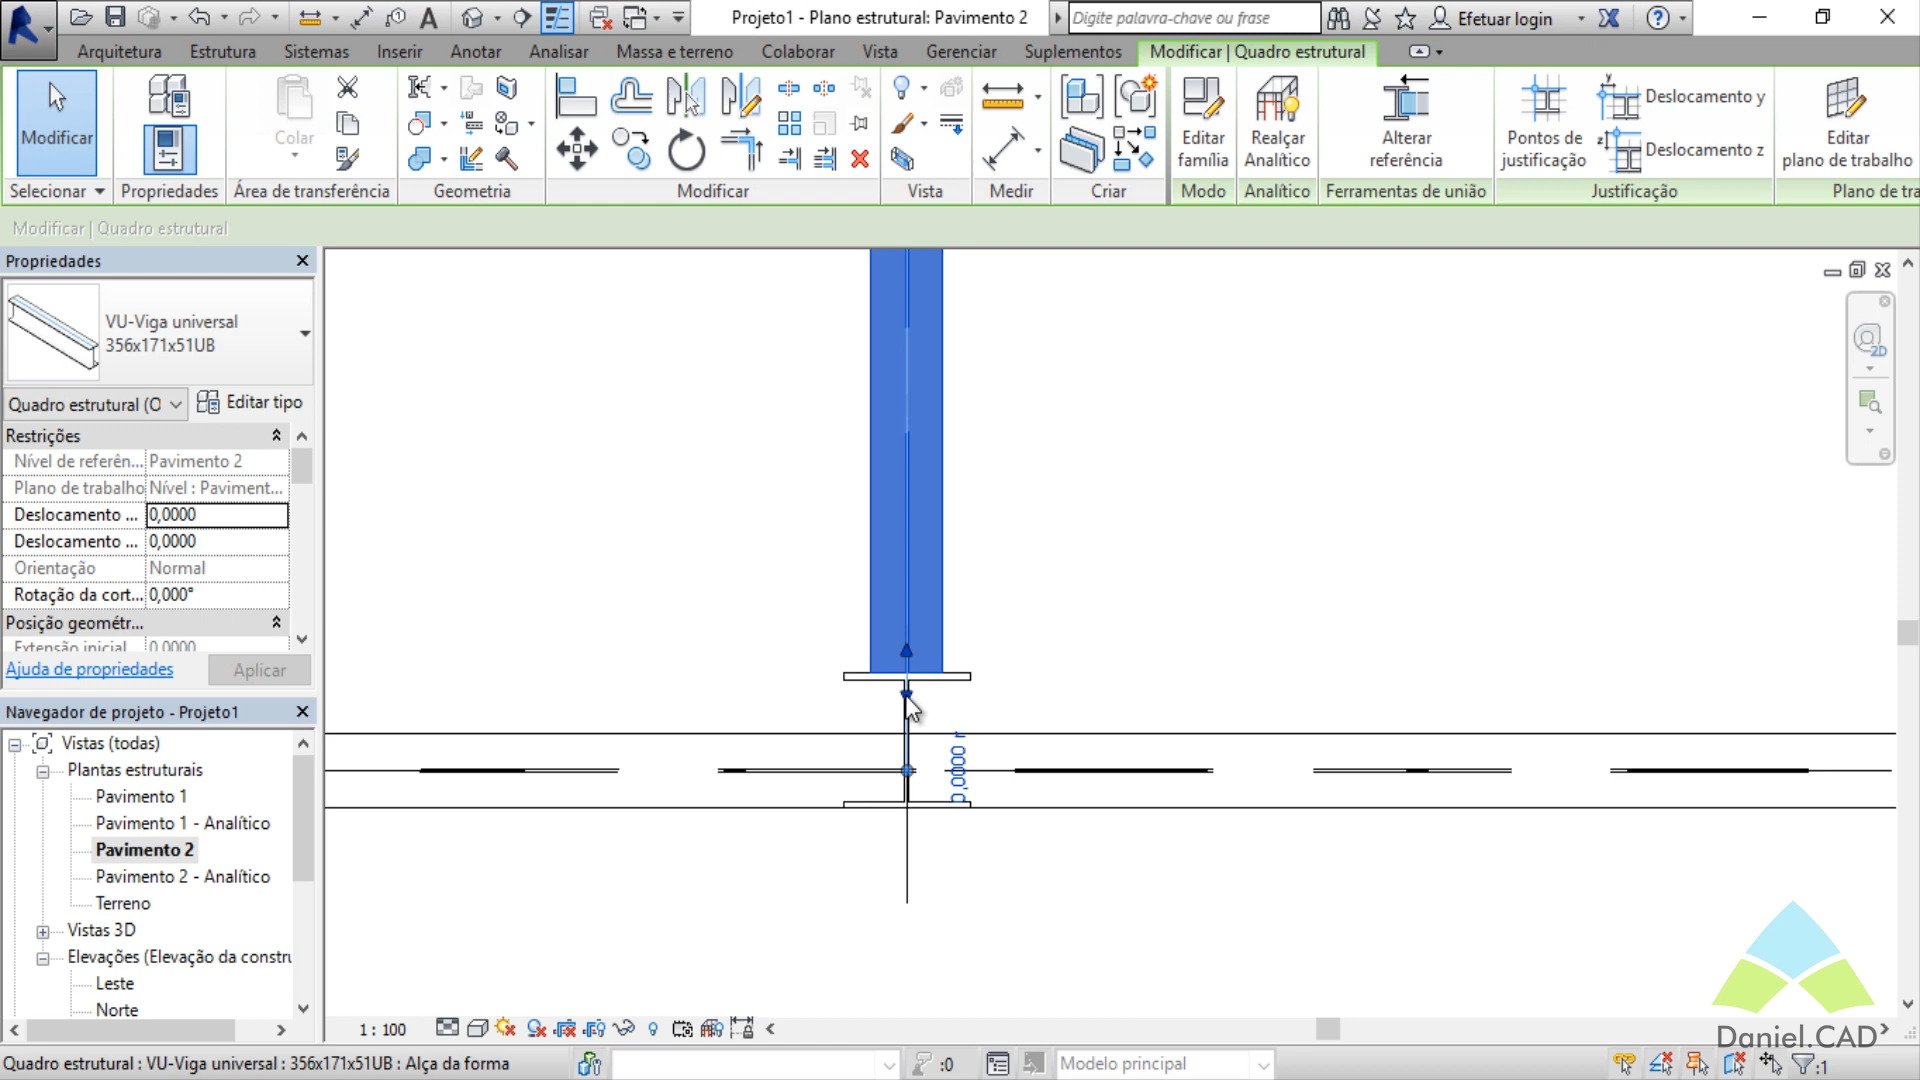 Projeto1 - Plano estrutural: Pavimento 2
Digite palavra-chave ou frase
Efetuar login
Arquitetura
Estrutura
Sistemas
Inserir
Anotar
Analisar
Massa e terreno
Colaborar
Vista
Gerenciar
Suplementos
Modificar | Quadro estrutural
Modificar
Colar
Editar família
Realçar Analítico
Alterar referência
Pontos de justificação
Deslocamento y
Deslocamento z
Editar plano de trabalho
Selecionar
Propriedades
Área de transferência
Geometria
Modificar
Vista
Medir
Criar
Modo
Analítico
Ferramentas de união
Justificação
Plano de tra
Modificar | Quadro estrutural
Propriedades
VU-Viga universal
356x171x51UB
Quadro estrutural (O
Editar tipo
Restrições
Nível de referên... Pavimento 2
Plano de trabalho Nível : Paviment...
Deslocamento ... 0,0000
Deslocamento ... 0,0000
Orientação Normal
Rotação da cort... 0,000°
Posição geométr...
Extensão inicial 0,0000
Ajuda de propriedades
Aplicar
Navegador de projeto - Projeto1
Vistas (todas)
Plantas estruturais
Pavimento 1
Pavimento 1 - Analítico
Pavimento 2
Pavimento 2 - Analítico
Terreno
Vistas 3D
Elevações (Elevação da constru
Leste
Norte
2D
0,0000
1 : 100
Daniel.CAD
Quadro estrutural : VU-Viga universal : 356x171x51UB : Alça da forma
:0
Modelo principal
:1